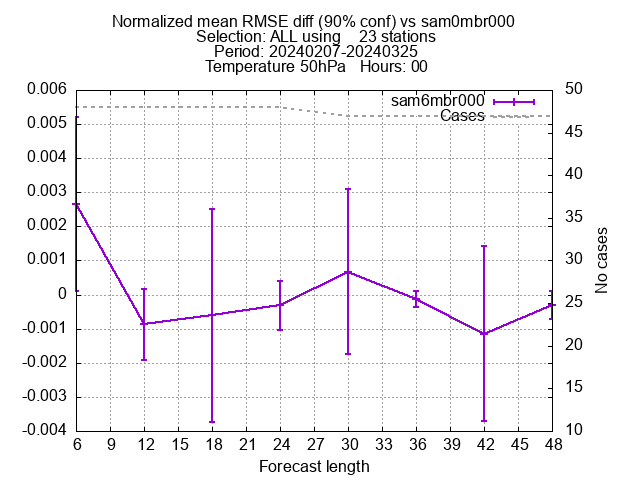 Normalized mean RMSE diff (90% conf) vs sam0mbr000
Selection: ALL using    23 stations
Period: 20240207-20240325
Temperature 50hPa   Hours: 00
sam6mbr000
Cases
0.006
0.005
0.004
0.003
0.002
0.001
0
-0.001
-0.002
-0.003
-0.004
50
45
40
35
30
25
20
15
10
No cases
6 9 12 15 18 21 24 27 30 33 36 39 42 45 48
Forecast length